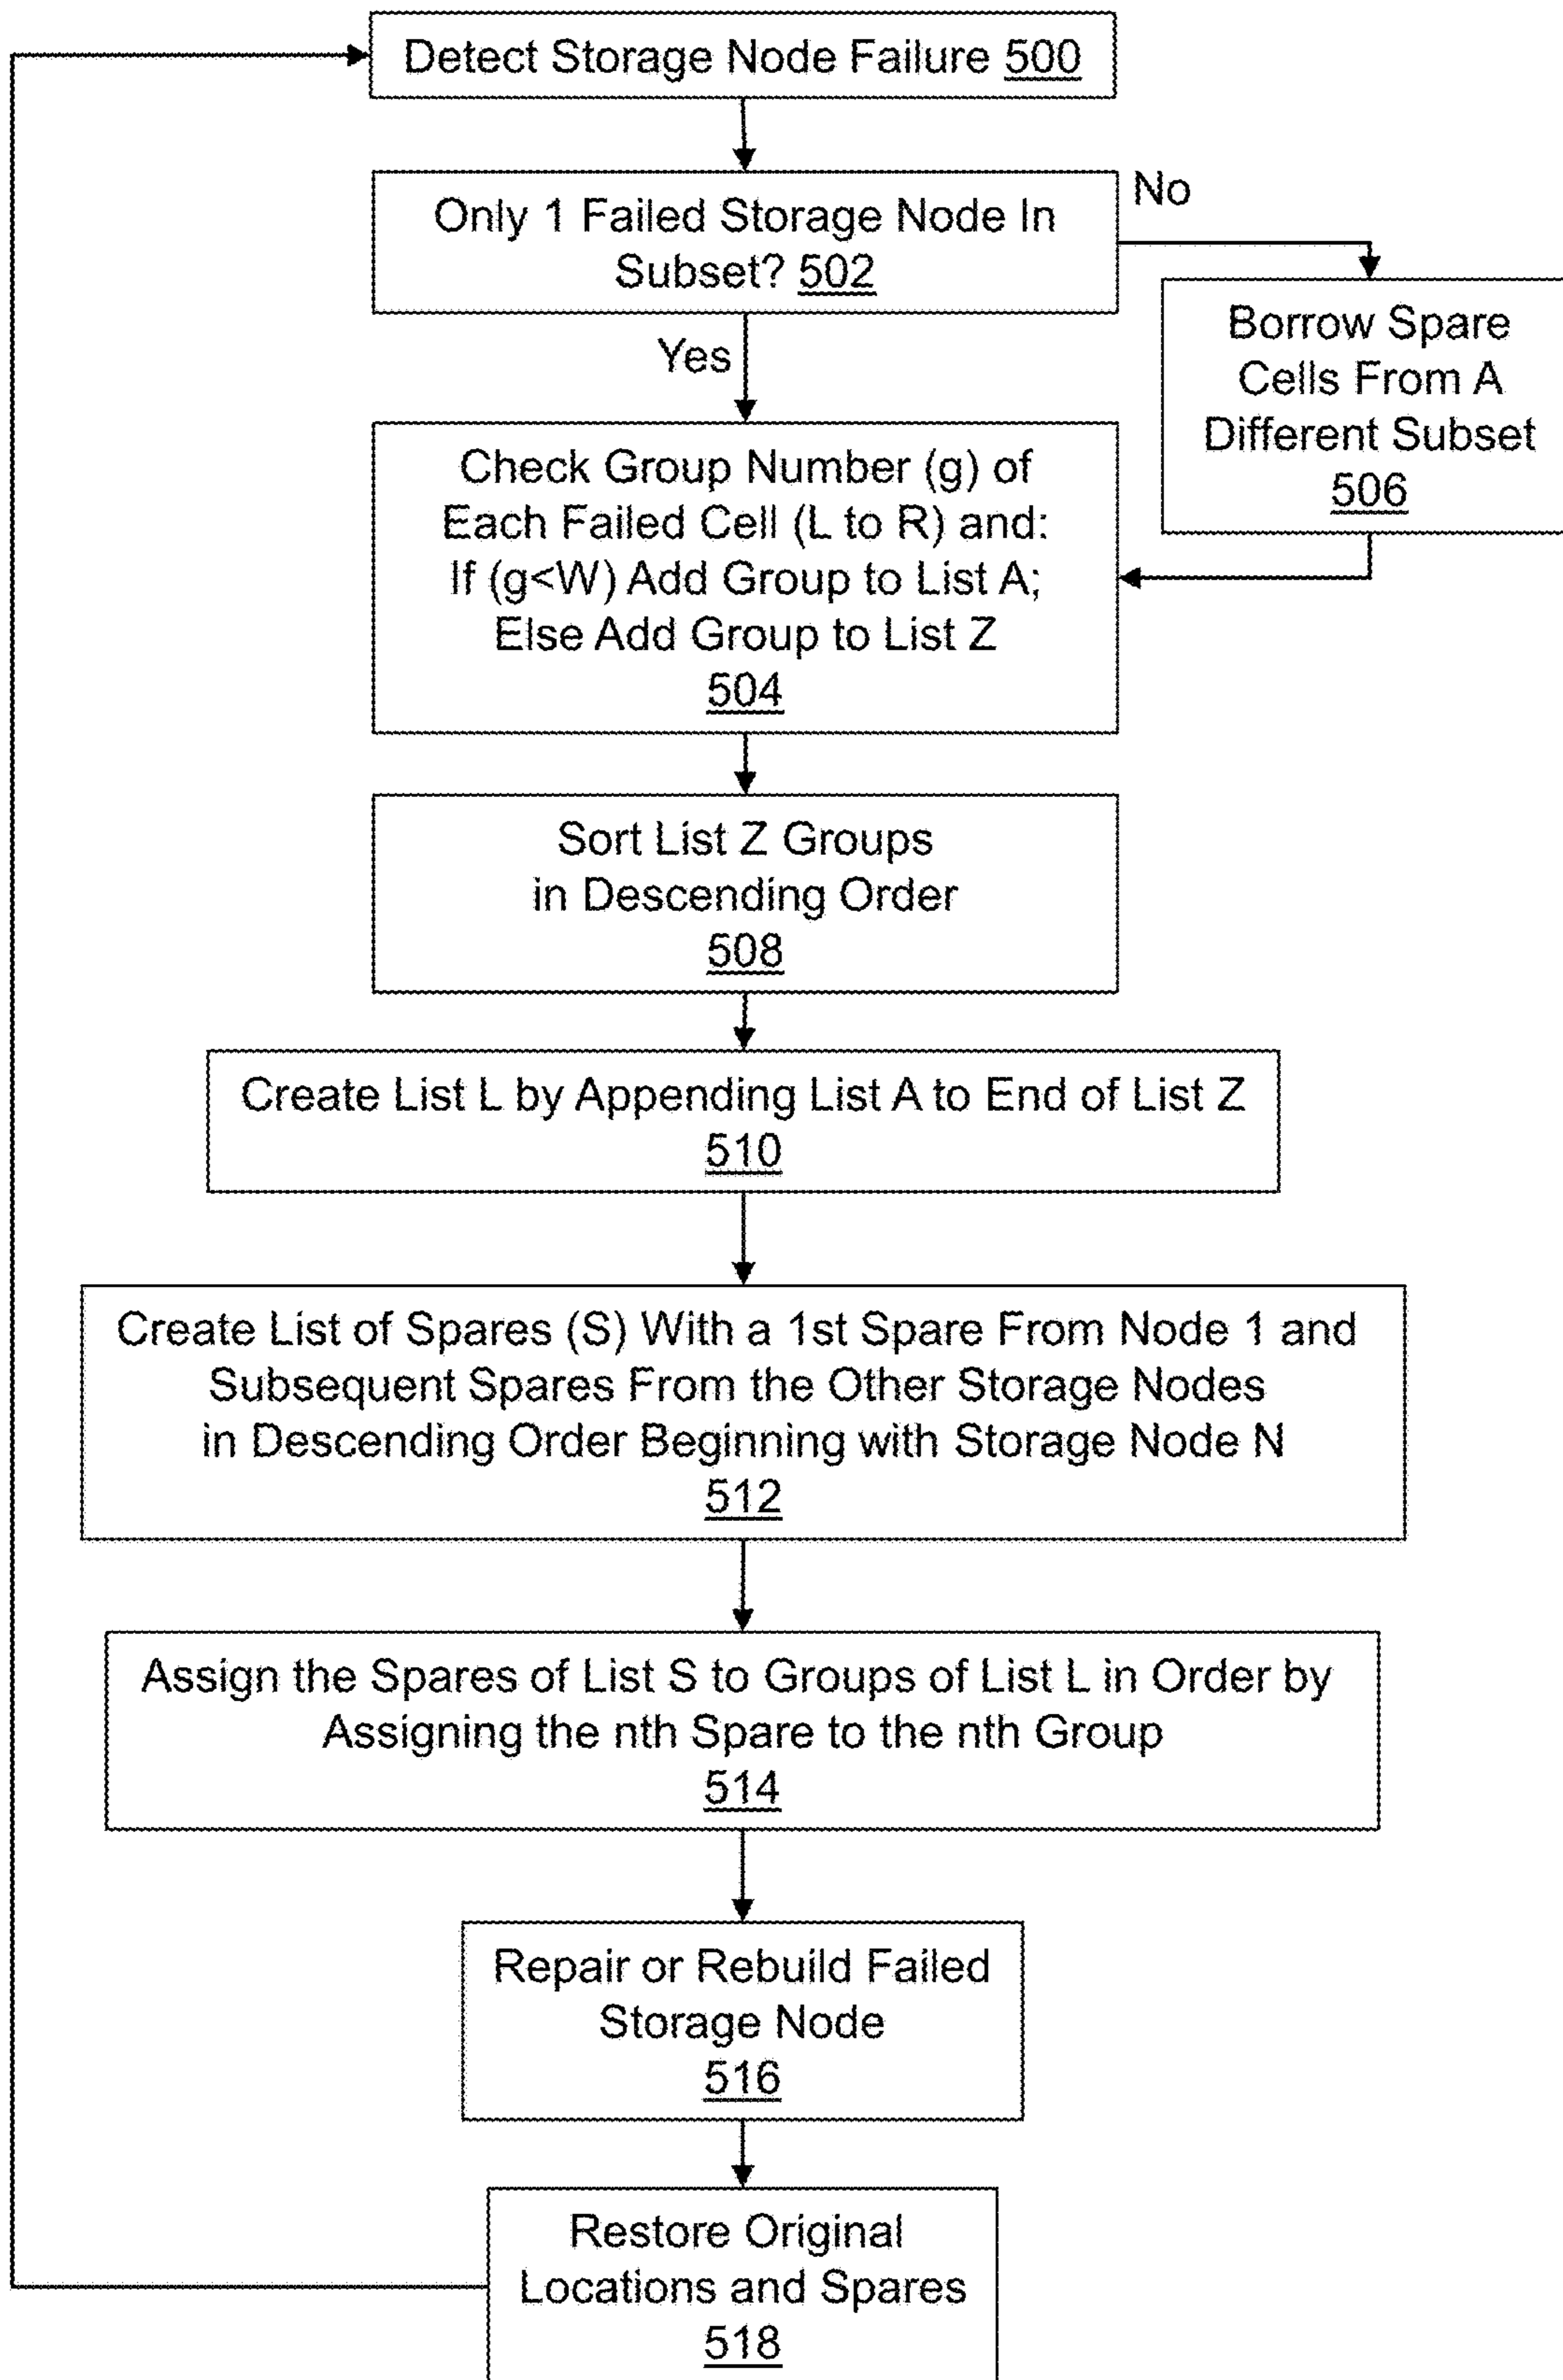 Detect Storage Node Failure 500
Only 1 Failed Storage Node In
Subset? 502
No
Yes
Borrow Spare
Cells From A
Different Subset
506
Check Group Number (g) of
Each Failed Cell (L to R) and:
If (g<W) Add Group to List A;
Else Add Group to List Z
504
Sort List Z Groups
in Descending Order
508
Create List L by Appending List A to End of List Z
510
Create List of Spares (S) With a 1st Spare From Node 1 and
Subsequent Spares From the Other Storage Nodes
in Descending Order Beginning with Storage Node N
512
Assign the Spares of List S to Groups of List L in Order by
Assigning the nth Spare to the nth Group
514
Repair or Rebuild Failed
Storage Node
516
Restore Original
Locations and Spares
518